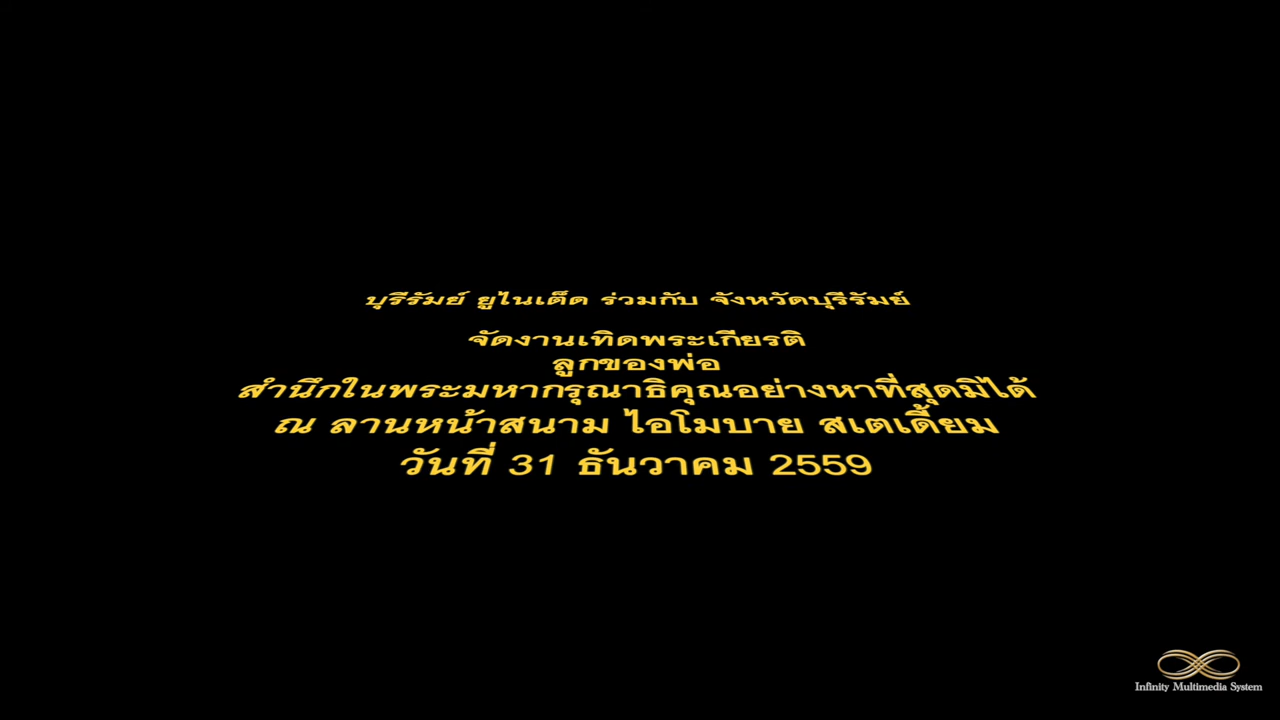 บุรีรัมย์ ยูไนเต็ด ร่วมกับ จังหวัดบุรีรัมย์
จัดงานเทิดพระเกียรติ
ลูกของพ่อ
สำนึกในพระมหากรุณาธิคุณอย่างหาที่สุดมิได้
ณ ลานหน้าสนาม ไอโมบาย สเตเดี้ยม
วันที่ 31 ธันวาคม 2559
Infinity Multimedia System